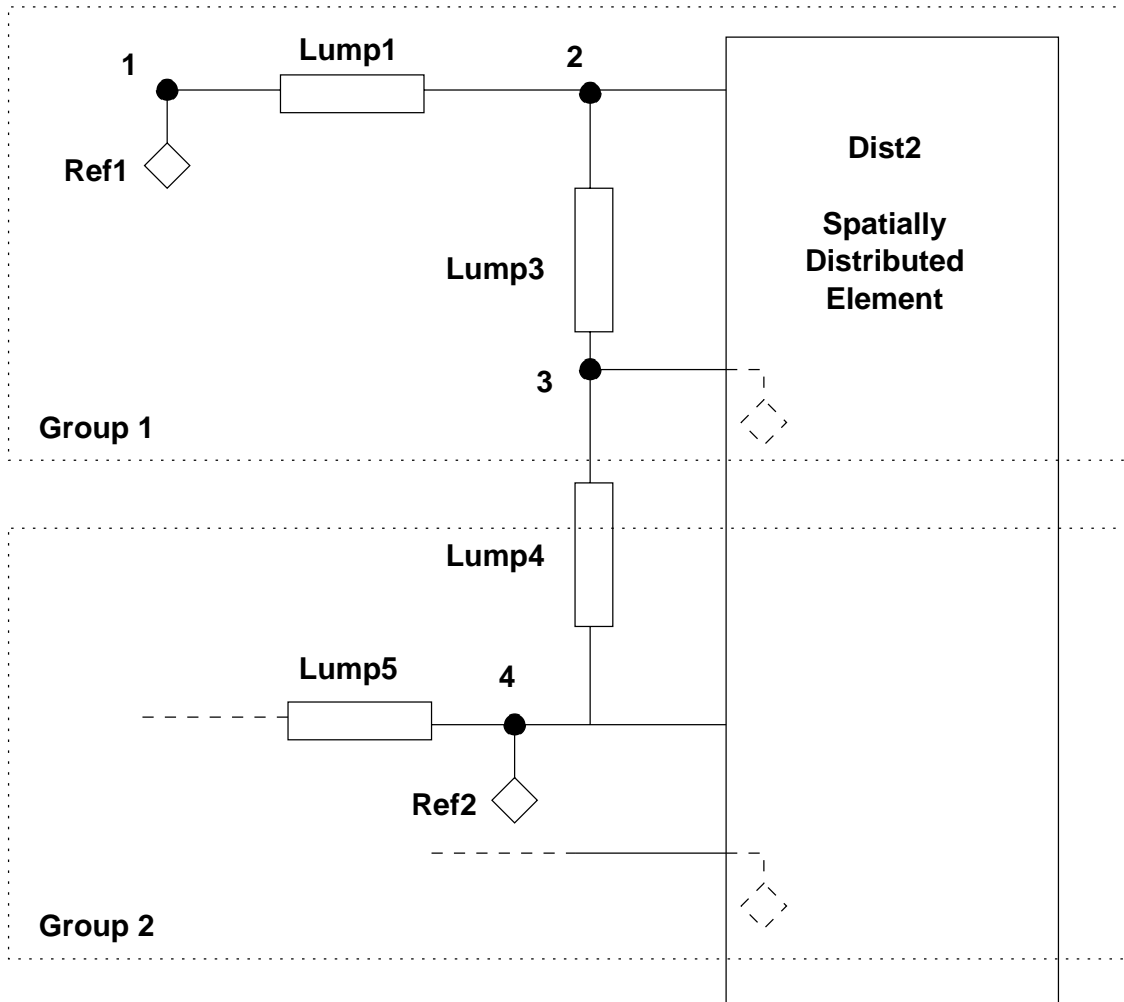 Lump1
1
2
Dist2
Ref1
Spatially
Distributed
Element
Lump3
3
Group 1
Lump4
Lump5
4
Ref2
Group 2